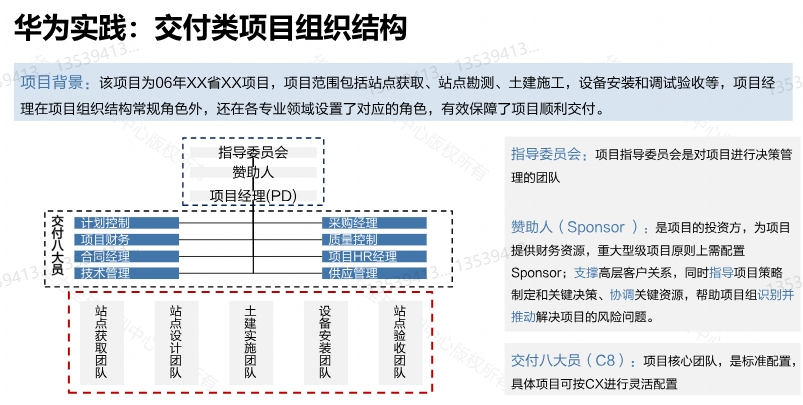 华为实践：交付类项目组织结构
项目背景：该项目为06年XX省XX项目，项目范围包括站点获取、站点勘测、土建施工，设备安装和调试验收等，项目经
理在项目组织结构常规角色外，还在各专业领域设置了对应的角色，有效保障了项目顺利交付。
指导委员会
赞助人
项目经理(PD)
交付八大员
计划控制
采购经理
项目财务
质量控制
合同经理
项目HR经理
技术管理
供应管理
站点获取团队
站点设计团队
土建实施团队
设备安装团队
站点验收团队
指导委员会：项目指导委员会是对项目进行决策管
理的团队
赞助人（Sponsor ）：是项目的投资方，为项目
提供财务资源，重大型级项目原则上需配置
Sponsor；支撑高层客户关系，同时指导项目策略
制定和关键决策、协调关键资源，帮助项目组识别并
推动解决项目的风险问题。
交付八大员（C8）：项目核心团队，是标准配置，
具体项目可按CX进行灵活配置